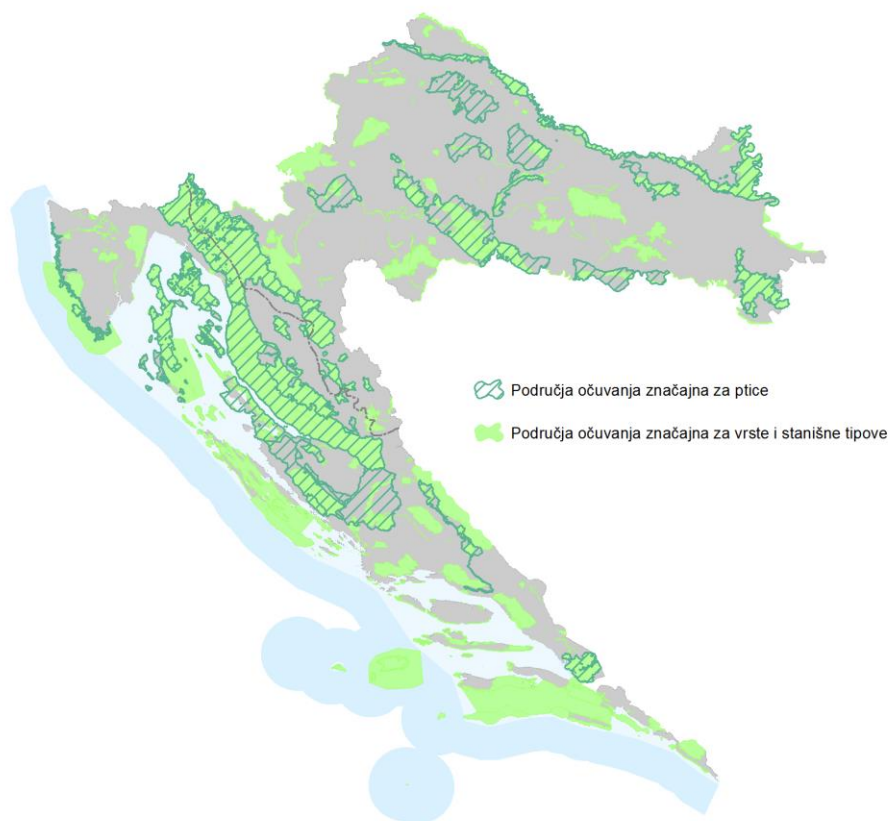 Područja očuvanja značajna za ptice
Područja očuvanja značajna za vrste i stanišne tipove